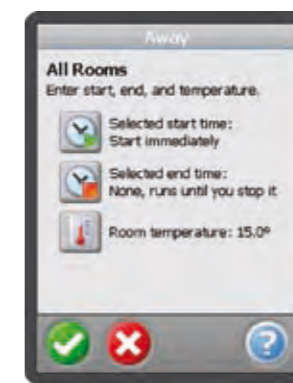 Away
All Rooms
Enter start, end, and temperature.
Selected start time:
Start immediately
Selected end time:
None, runs until you stop it
Room temperature: 15.0º
?